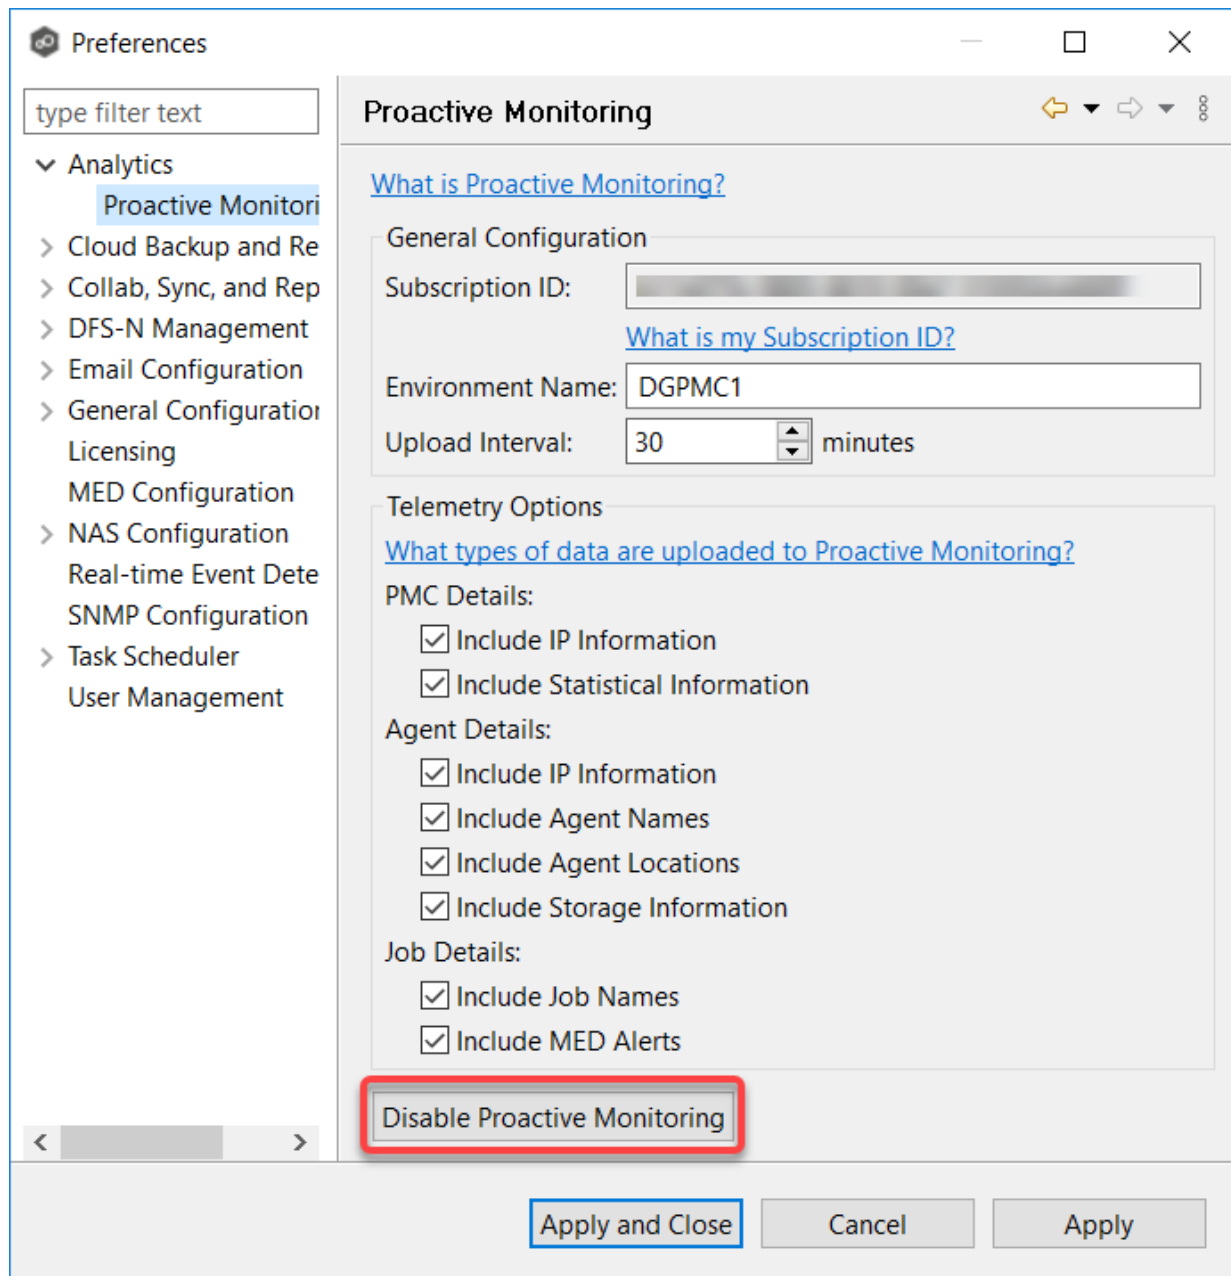 Preferences
type filter text
Analytics
Proactive Monitori
Cloud Backup and Re
Collab, Sync, and Rep
DFS-N Management
Email Configuration
General Configuration
Licensing
MED Configuration
NAS Configuration
Real-time Event Dete
SNMP Configuration
Task Scheduler
User Management
Proactive Monitoring
What is Proactive Monitoring?
General Configuration
Subscription ID:
What is my Subscription ID?
Environment Name: DGPMC1
Upload Interval: 30 minutes
Telemetry Options
What types of data are uploaded to Proactive Monitoring?
PMC Details:
Include IP Information
Include Statistical Information
Agent Details:
Include IP Information
Include Agent Names
Include Agent Locations
Include Storage Information
Job Details:
Include Job Names
Include MED Alerts
Disable Proactive Monitoring
Apply and Close Cancel Apply